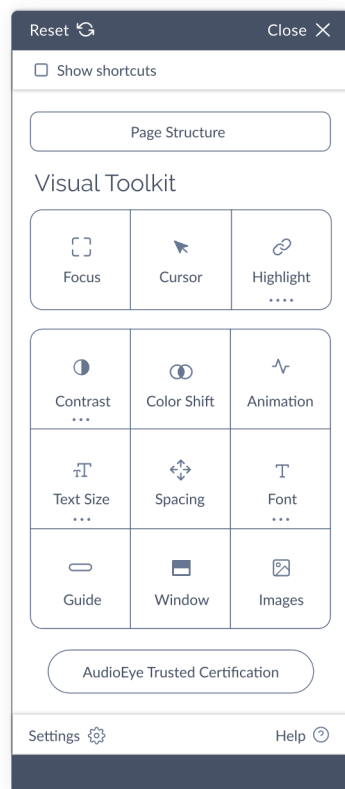 Reset Close
Show shortcuts
Page Structure
Visual Toolkit
Focus Cursor Highlight
Contrast Color Shift Animation
Text Size Spacing Font
Guide Window Images
AudioEye Trusted Certification
Settings Help